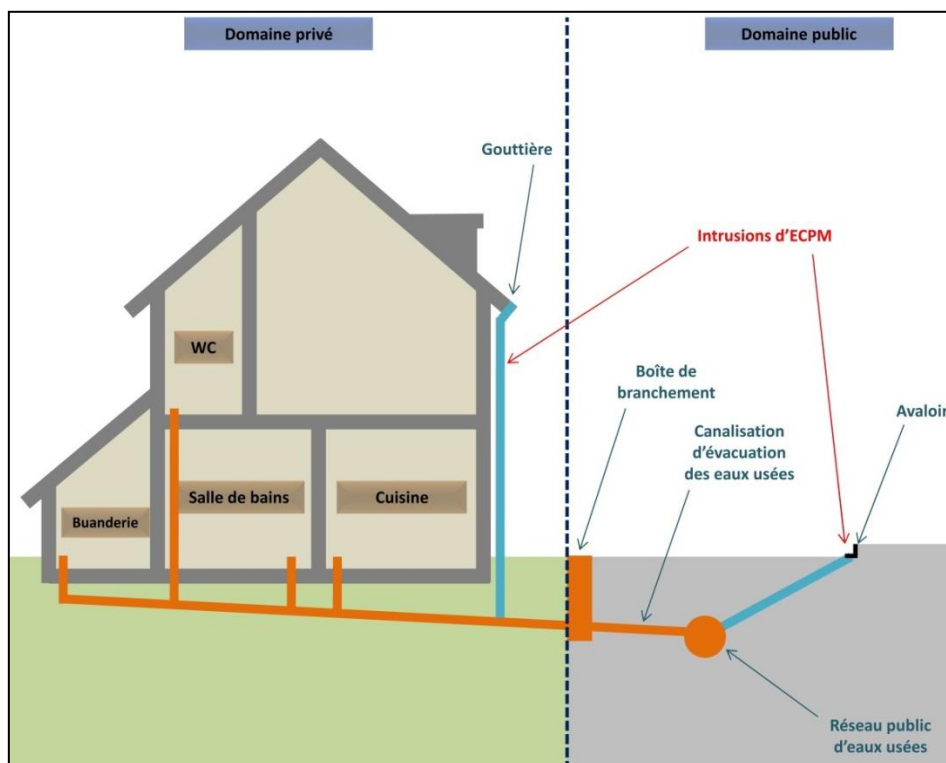 Domaine privé
Domaine public
Gouttière
Intrusions d'ECPM
WC
Boîte de
branchement
Avaloir
Canalisation
d'évacuation
des eaux usées
Salle de bains
Cuisine
Buanderie
Réseau public
d'eaux usées